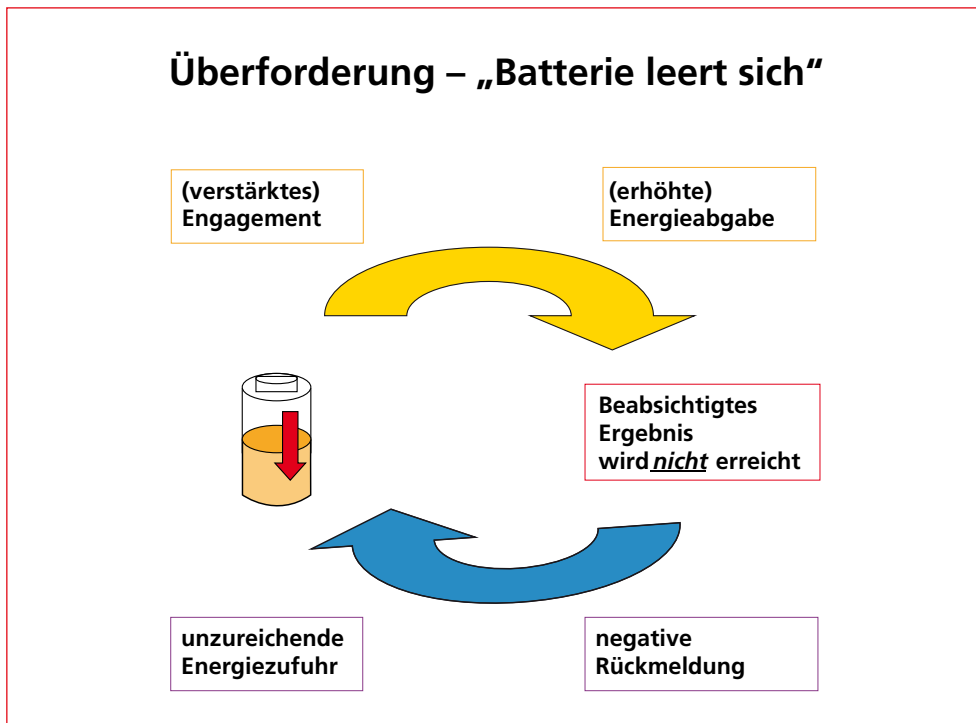 Überforderung – „Batterie leert sich“
(verstärktes)
Engagement
(erhöhte)
Energieabgabe
Beabsichtigtes
Ergebnis
wird nicht erreicht
unzureichende
Energiezufuhr
negative
Rückmeldung